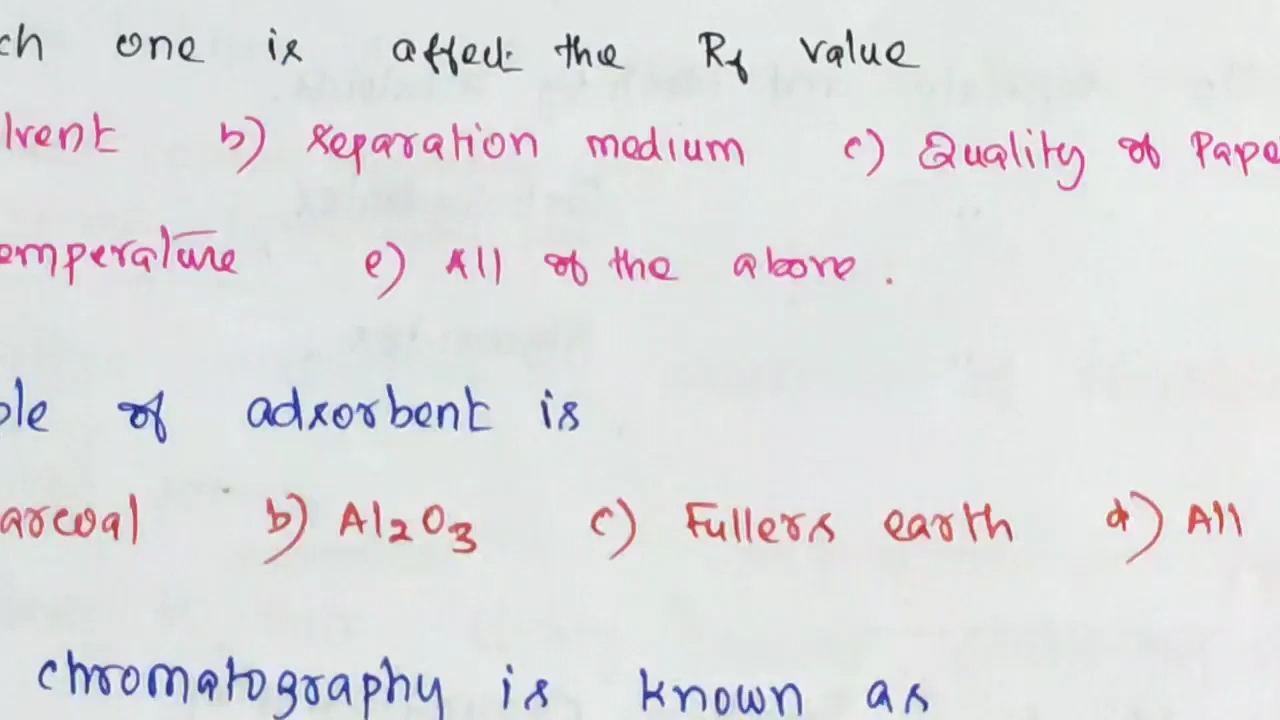 ch one is affect the Rf value
lvent b) separation medium c) Quality of Pape
emperature e) All of the above.
ple of adsorbent is
arcoal b) Al2O3 c) Fullers earth d) All
chromatography is known as